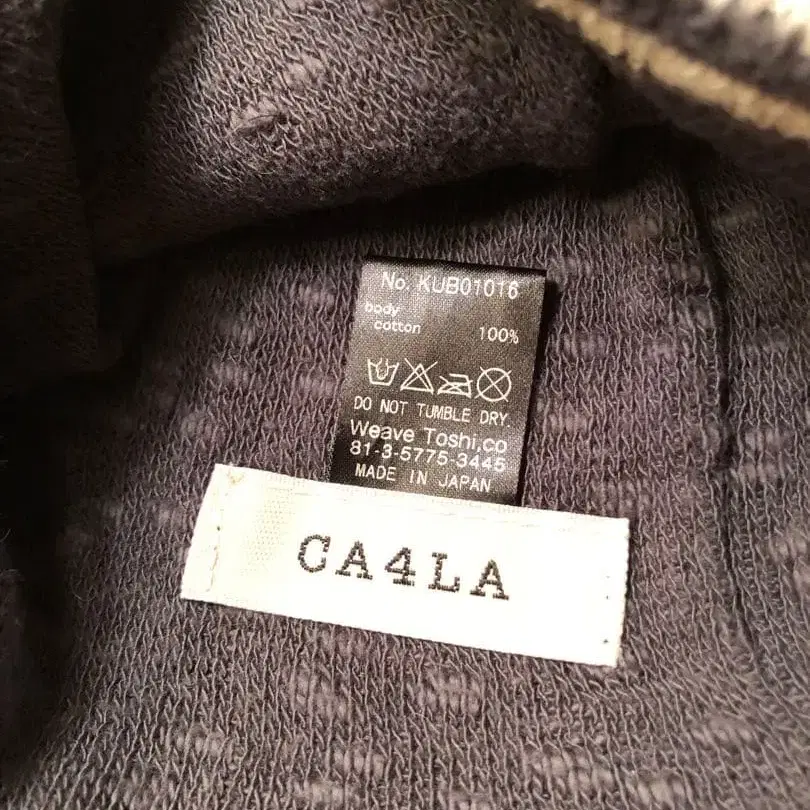 No. KUB01016
body
cotton 100%
DO NOT TUMBLE DRY.
Weave Toshi,co
81-3-5775-3445
MADE IN JAPAN
CA4LA